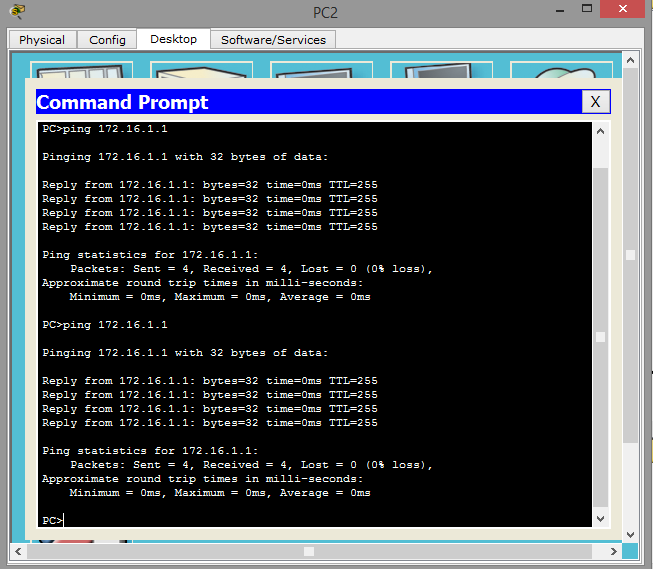 PC2
Physical Config Desktop Software/Services
Command Prompt X
PC>ping 172.16.1.1
Pinging 172.16.1.1 with 32 bytes of data:
Reply from 172.16.1.1: bytes=32 time=0ms TTL=255
Reply from 172.16.1.1: bytes=32 time=0ms TTL=255
Reply from 172.16.1.1: bytes=32 time=0ms TTL=255
Reply from 172.16.1.1: bytes=32 time=0ms TTL=255
Ping statistics for 172.16.1.1:
Packets: Sent = 4, Received = 4, Lost = 0 (0% loss),
Approximate round trip times in milli-seconds:
Minimum = 0ms, Maximum = 0ms, Average = 0ms
PC>ping 172.16.1.1
Pinging 172.16.1.1 with 32 bytes of data:
Reply from 172.16.1.1: bytes=32 time=0ms TTL=255
Reply from 172.16.1.1: bytes=32 time=0ms TTL=255
Reply from 172.16.1.1: bytes=32 time=0ms TTL=255
Reply from 172.16.1.1: bytes=32 time=0ms TTL=255
Ping statistics for 172.16.1.1:
Packets: Sent = 4, Received = 4, Lost = 0 (0% loss),
Approximate round trip times in milli-seconds:
Minimum = 0ms, Maximum = 0ms, Average = 0ms
PC>